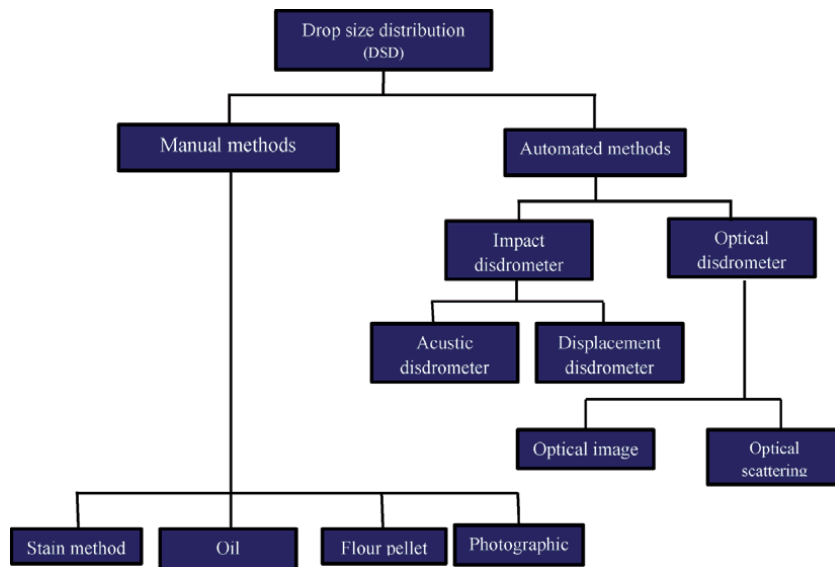 Drop size distribution
(DSD)
Manual methods
Automated methods
Impact
disdrometer
Optical
disdrometer
Acustic
disdrometer
Displacement
disdrometer
Optical image
Optical
scattering
Stain method
Oil
Flour pellet
Photographic